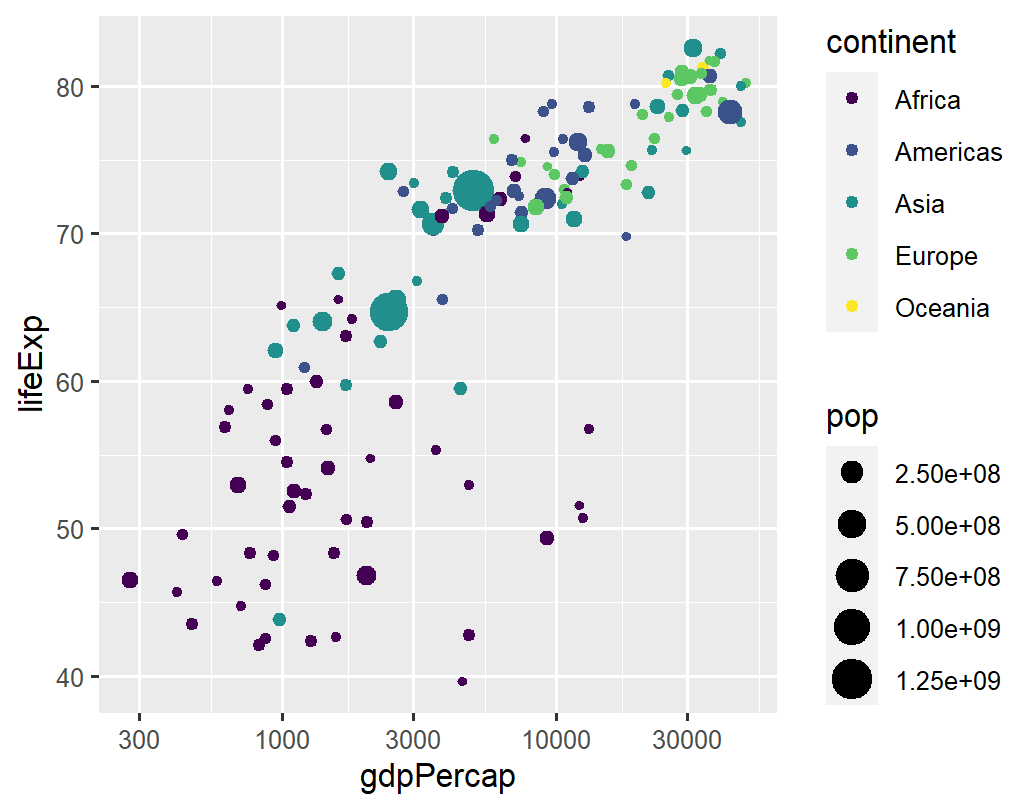 continent
Africa
Americas
Asia
Europe
Oceania
pop
2.50e+08
5.00e+08
7.50e+08
1.00e+09
1.25e+09
lifeExp
80
70
60
50
40
300 1000 3000 10000 30000
gdpPercap